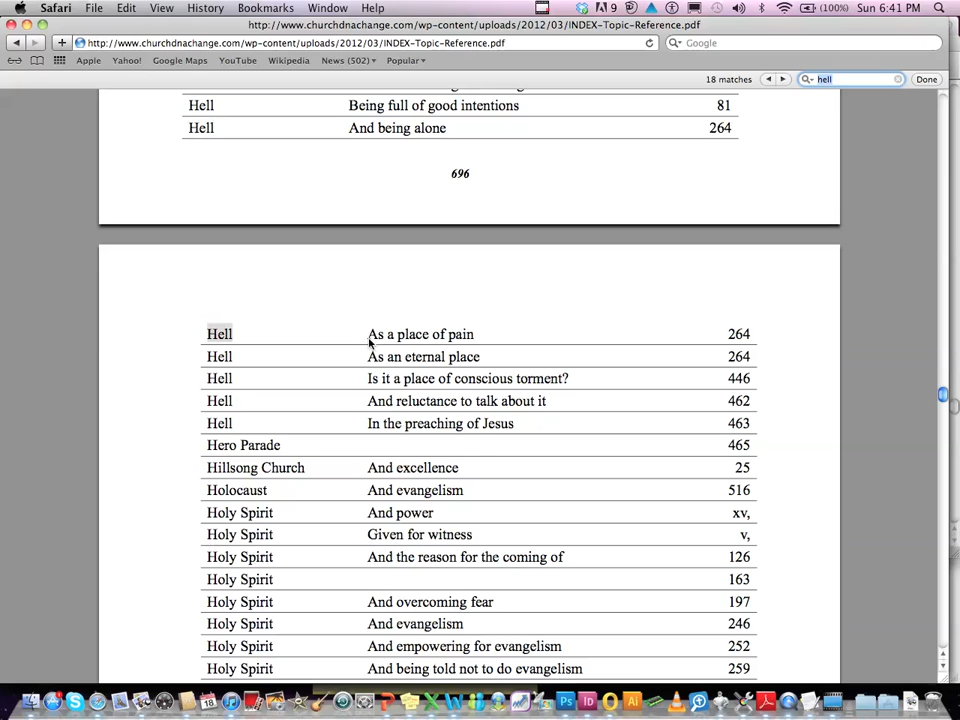 Safari File Edit View History Bookmarks Window Help 9 (100%) Sun 6:41 PM
http://www.churchdnachange.com/wp-content/uploads/2012/03/INDEX-Topic-Reference.pdf
http://www.churchdnachange.com/wp-content/uploads/2012/03/INDEX-Topic-Reference.pdf Google
Apple Yahoo! Google Maps YouTube Wikipedia News (502) Popular
18 matches hell Done
Hell Being full of good intentions 81
Hell And being alone 264
696
Hell As a place of pain 264
Hell As an eternal place 264
Hell Is it a place of conscious torment? 446
Hell And reluctance to talk about it 462
Hell In the preaching of Jesus 463
Hero Parade 465
Hillsong Church And excellence 25
Holocaust And evangelism 516
Holy Spirit And power xv,
Holy Spirit Given for witness v,
Holy Spirit And the reason for the coming of 126
Holy Spirit 163
Holy Spirit And overcoming fear 197
Holy Spirit And evangelism 246
Holy Spirit And empowering for evangelism 252
Holy Spirit And being told not to do evangelism 259